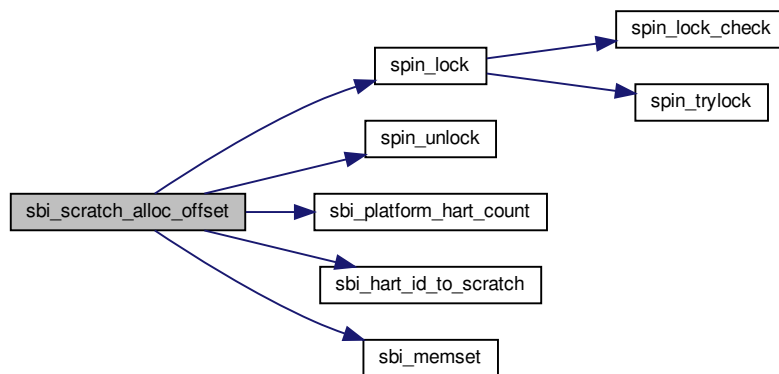 spin_lock_check
spin_lock
spin_trylock
spin_unlock
sbi_scratch_alloc_offset
sbi_platform_hart_count
sbi_hart_id_to_scratch
sbi_memset